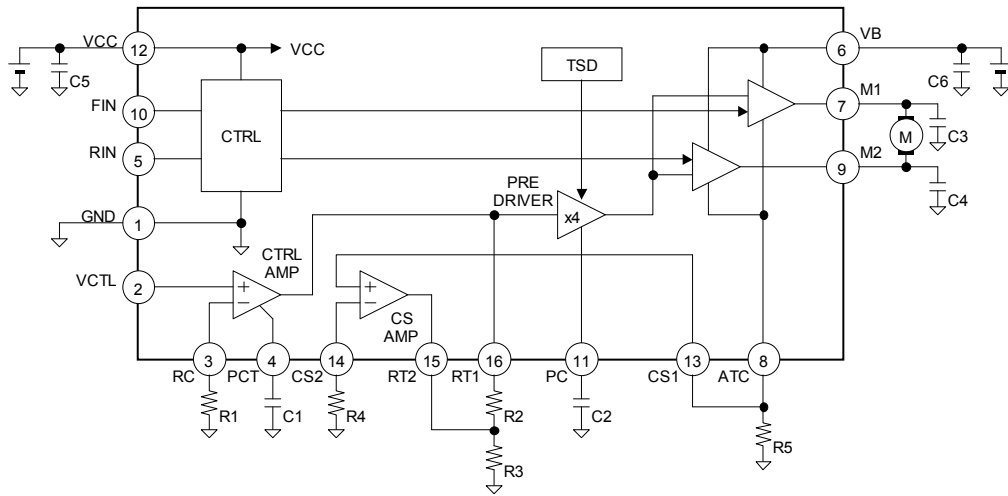 VCC
12
VCC
C5
TSD
VB
6
C6
FIN
10
CTRL
M1
7
C3
M
RIN
5
M2
9
C4
GND
1
PRE
DRIVER
x4
CTRL
AMP
VCTL
2
+
−
+
−
CS
AMP
3
4
14
15
16
11
13
8
RC
PCT
CS2
RT2
RT1
PC
CS1
ATC
R1
C1
R4
R2
C2
R5
R3